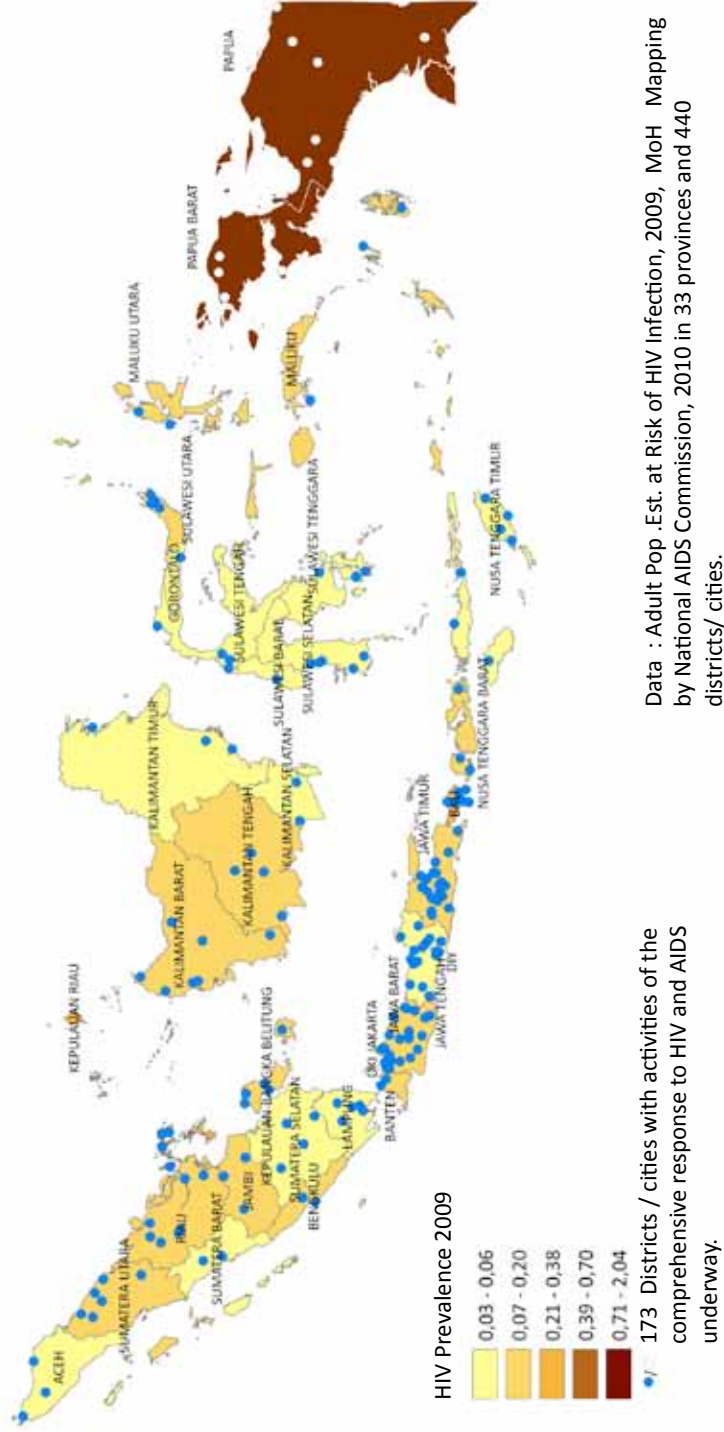 PAPUA
PAPUA BARAT
MALUKU UTARA
MALUKU
SULAWESI UTARA
GORONTALO
SULAWESI TENGAH
SULAWESI TENGGARA
SULAWESI BARAT
SULAWESI SELATAN
NUSA TENGGARA TIMUR
NUSA TENGGARA BARAT
KALIMANTAN TIMUR
KALIMANTAN SELATAN
KALIMANTAN TENGAH
KALIMANTAN BARAT
BALI
JAWA TIMUR
DIY
JAWA TENGAH
JAWA BARAT
DKI JAKARTA
BANTEN
KEPULAUAN RIAU
KEPULAUAN BANGKA BELITUNG
LAMPUNG
SUMATERA SELATAN
BENGKULU
JAMBI
SUMATERA BARAT
RIAU
SUMATERA UTARA
ACEH
HIV Prevalence 2009
0,03 - 0,06
0,07 - 0,20
0,21 - 0,38
0,39 - 0,70
0,71 - 2,04
173 Districts / cities with activities of the
comprehensive response to HIV and AIDS
underway.
Data : Adult Pop .Est. at Risk of HIV Infection, 2009, MoH Mapping
by National AIDS Commission, 2010 in 33 provinces and 440
districts/ cities.